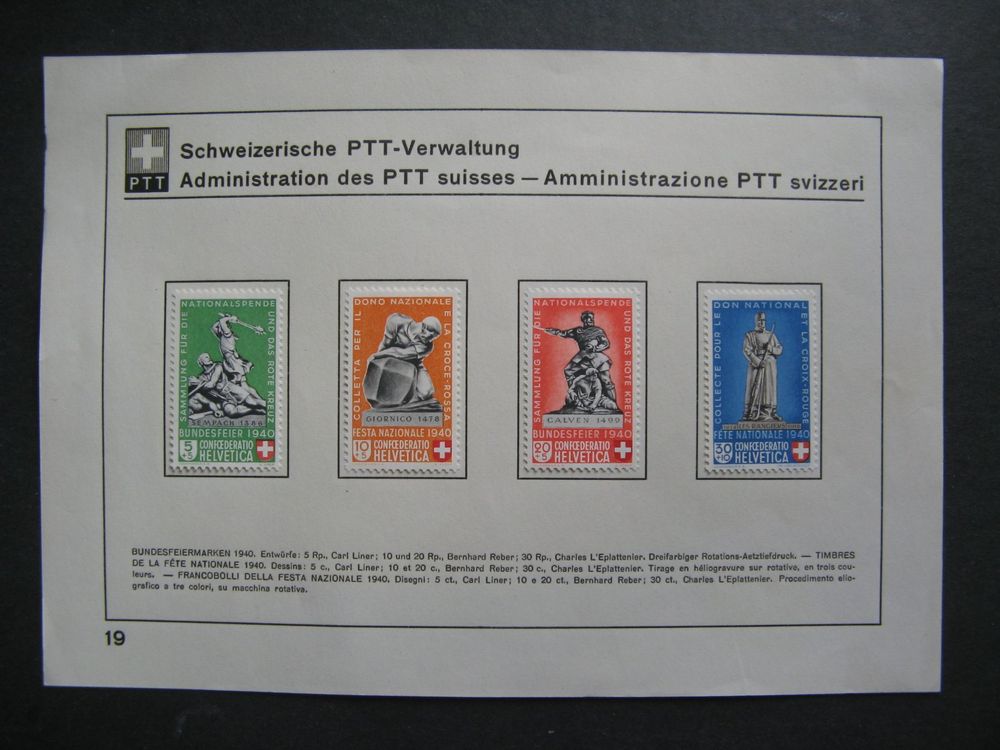 PTT
Schweizerische PTT-Verwaltung
Administration des PTT suisses — Amministrazione PTT svizzeri
SAMMLUNG FÜR DIE NATIONALSPENDE UND DAS ROTE KREUZ
SEMPACH 1386
BUNDESFEIER 1940
5+5 CONFŒDERATIO
HELVETICA
COLLETTA PER IL DONO NAZIONALE E LA CROCE-ROSSA
GIORNICO 1478
FESTA NAZIONALE 1940
10+5 CONFŒDERATIO
HELVETICA
SAMMLUNG FÜR DIE NATIONALSPENDE UND DAS ROTE KREUZ
CALVEN 1499
BUNDESFEIER 1940
20+5 CONFŒDERATIO
HELVETICA
COLLECTE POUR LE DON NATIONAL ET LA CROIX-ROUGE
LES RANGIERS
FÊTE NATIONALE 1940
30+10 CONFŒDERATIO
HELVETICA
BUNDESFEIERMARKEN 1940. Entwürfe: 5 Rp., Carl Liner; 10 und 20 Rp., Bernhard Reber; 30 Rp., Charles L'Eplattenier. Dreifarbiger Rotations-Aetztiefdruck. — TIMBRES
DE LA FÊTE NATIONALE 1940. Dessins: 5 c., Carl Liner; 10 et 20 c., Bernhard Reber; 30 c., Charles L'Eplattenier. Tirage en héliogravure sur rotative, en trois cou-
leurs. — FRANCOBOLLI DELLA FESTA NAZIONALE 1940. Disegni: 5 ct., Carl Liner; 10 e 20 ct., Bernhard Reber; 30 ct., Charles L'Eplattenier. Procedimento elio-
grafico a tre colori, su macchina rotativa.
19